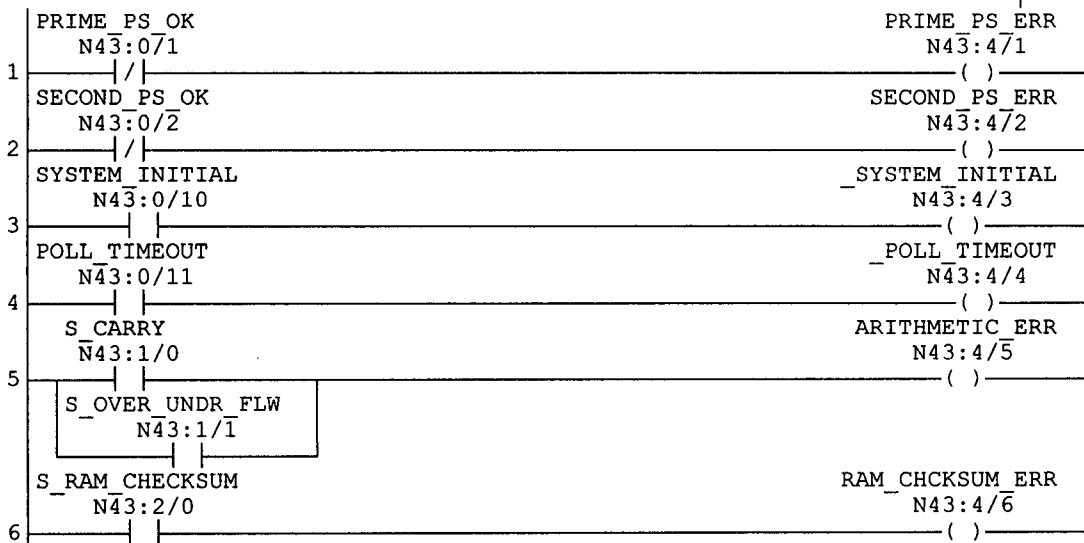 PRIME_PS_OK PRIME_PS_ERR
N43:0/1 N43:4/1
1
SECOND_PS_OK SECOND_PS_ERR
N43:0/2 N43:4/2
2
SYSTEM_INITIAL _SYSTEM_INITIAL
N43:0/10 N43:4/3
3
POLL_TIMEOUT _POLL_TIMEOUT
N43:0/11 N43:4/4
4
S_CARRY ARITHMETIC_ERR
N43:1/0 N43:4/5
5
S_OVER_UNDR_FLW
N43:1/1
S_RAM_CHECKSUM RAM_CHCKSUM_ERR
N43:2/0 N43:4/6
6